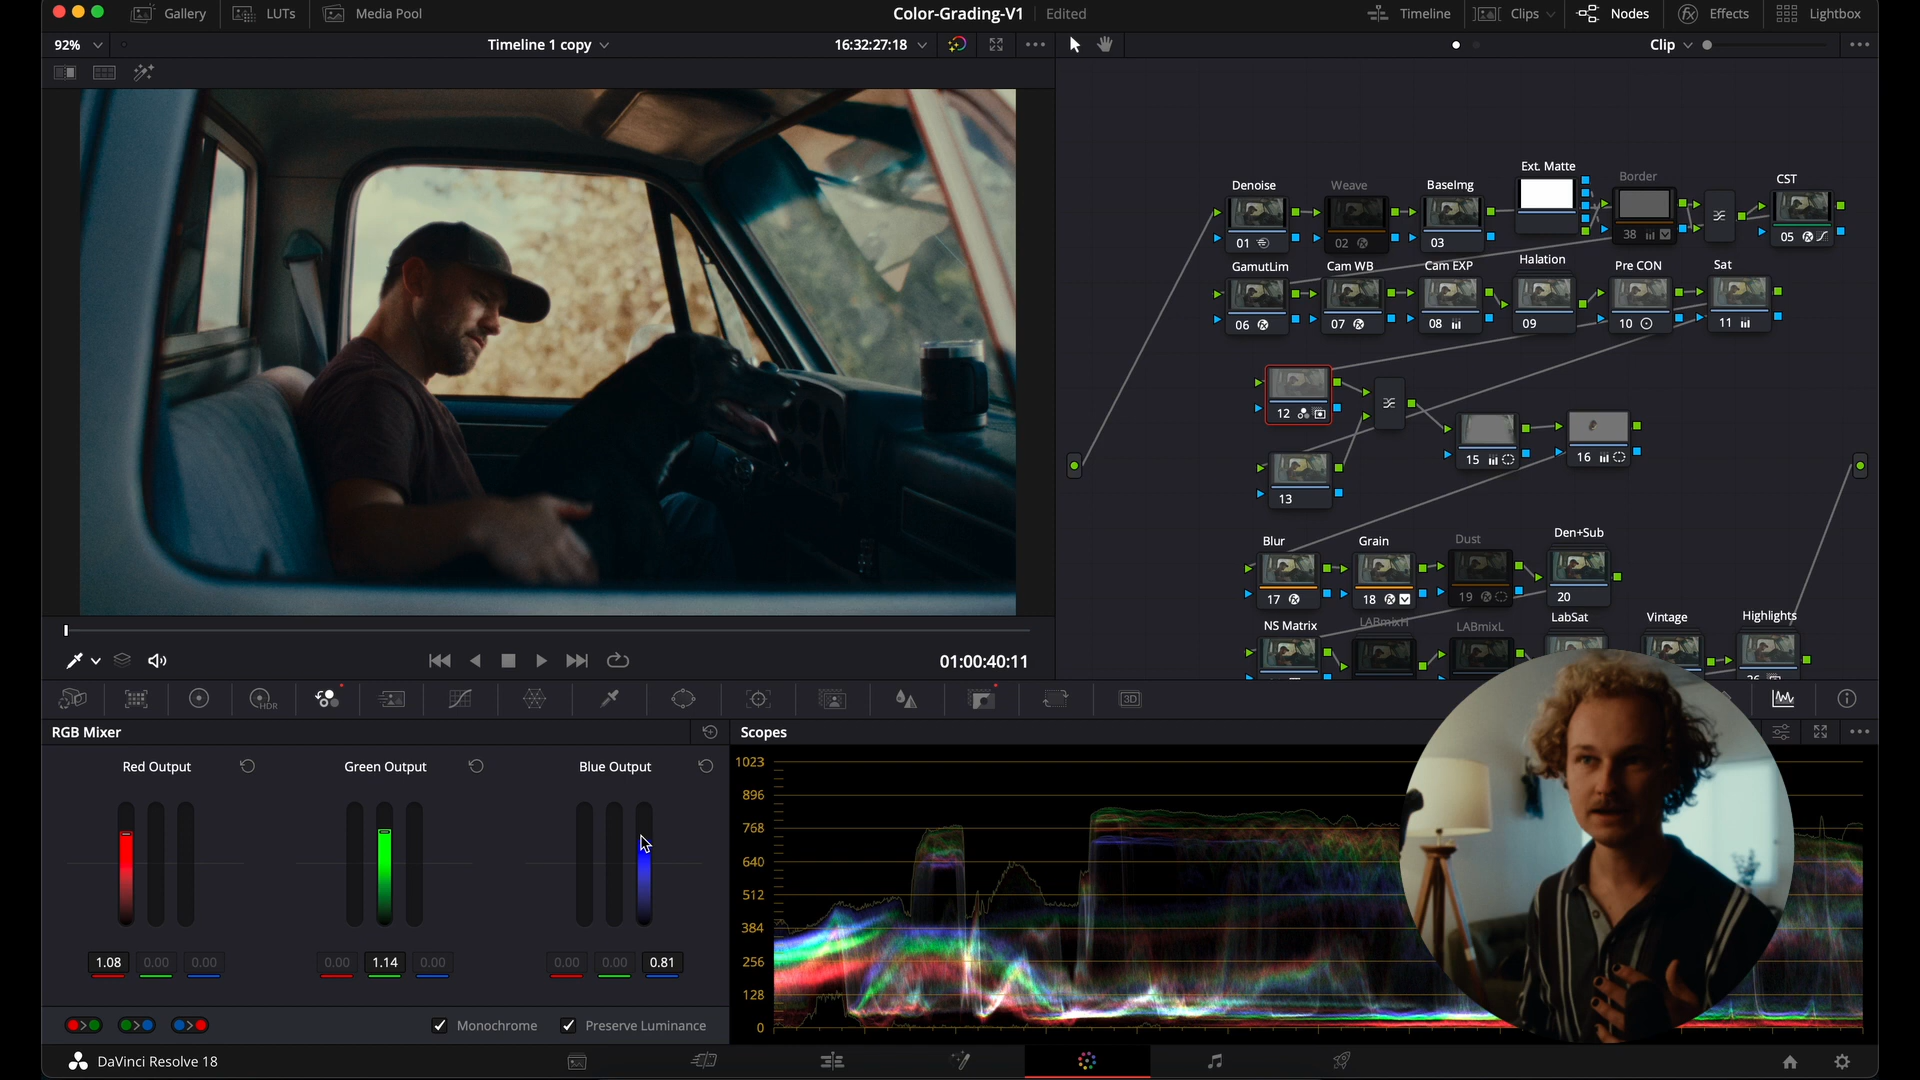 Gallery LUTs Media Pool Color-Grading-V1 Edited Timeline Clips Nodes Effects Lightbox
92% Timeline 1 copy 16:32:27:18 Clip
Ext. Matte
Denoise Weave BaseImg Border CST
01 02 03 38 05
GamutLim Cam WB Cam EXP Halation Pre CON Sat
06 07 08 09 10 11
12
15 16
13
Blur Grain Dust Den+Sub
17 18 19 20
NS Matrix LABmixH LABmixL LabSat Vintage Highlights
01:00:40:11
HDR 3D
RGB Mixer Scopes
Red Output Green Output Blue Output
1023
896
768
640
512
384
256
128
0
1.08 0.00 0.00 0.00 1.14 0.00 0.00 0.00 0.81
Monochrome Preserve Luminance
DaVinci Resolve 18